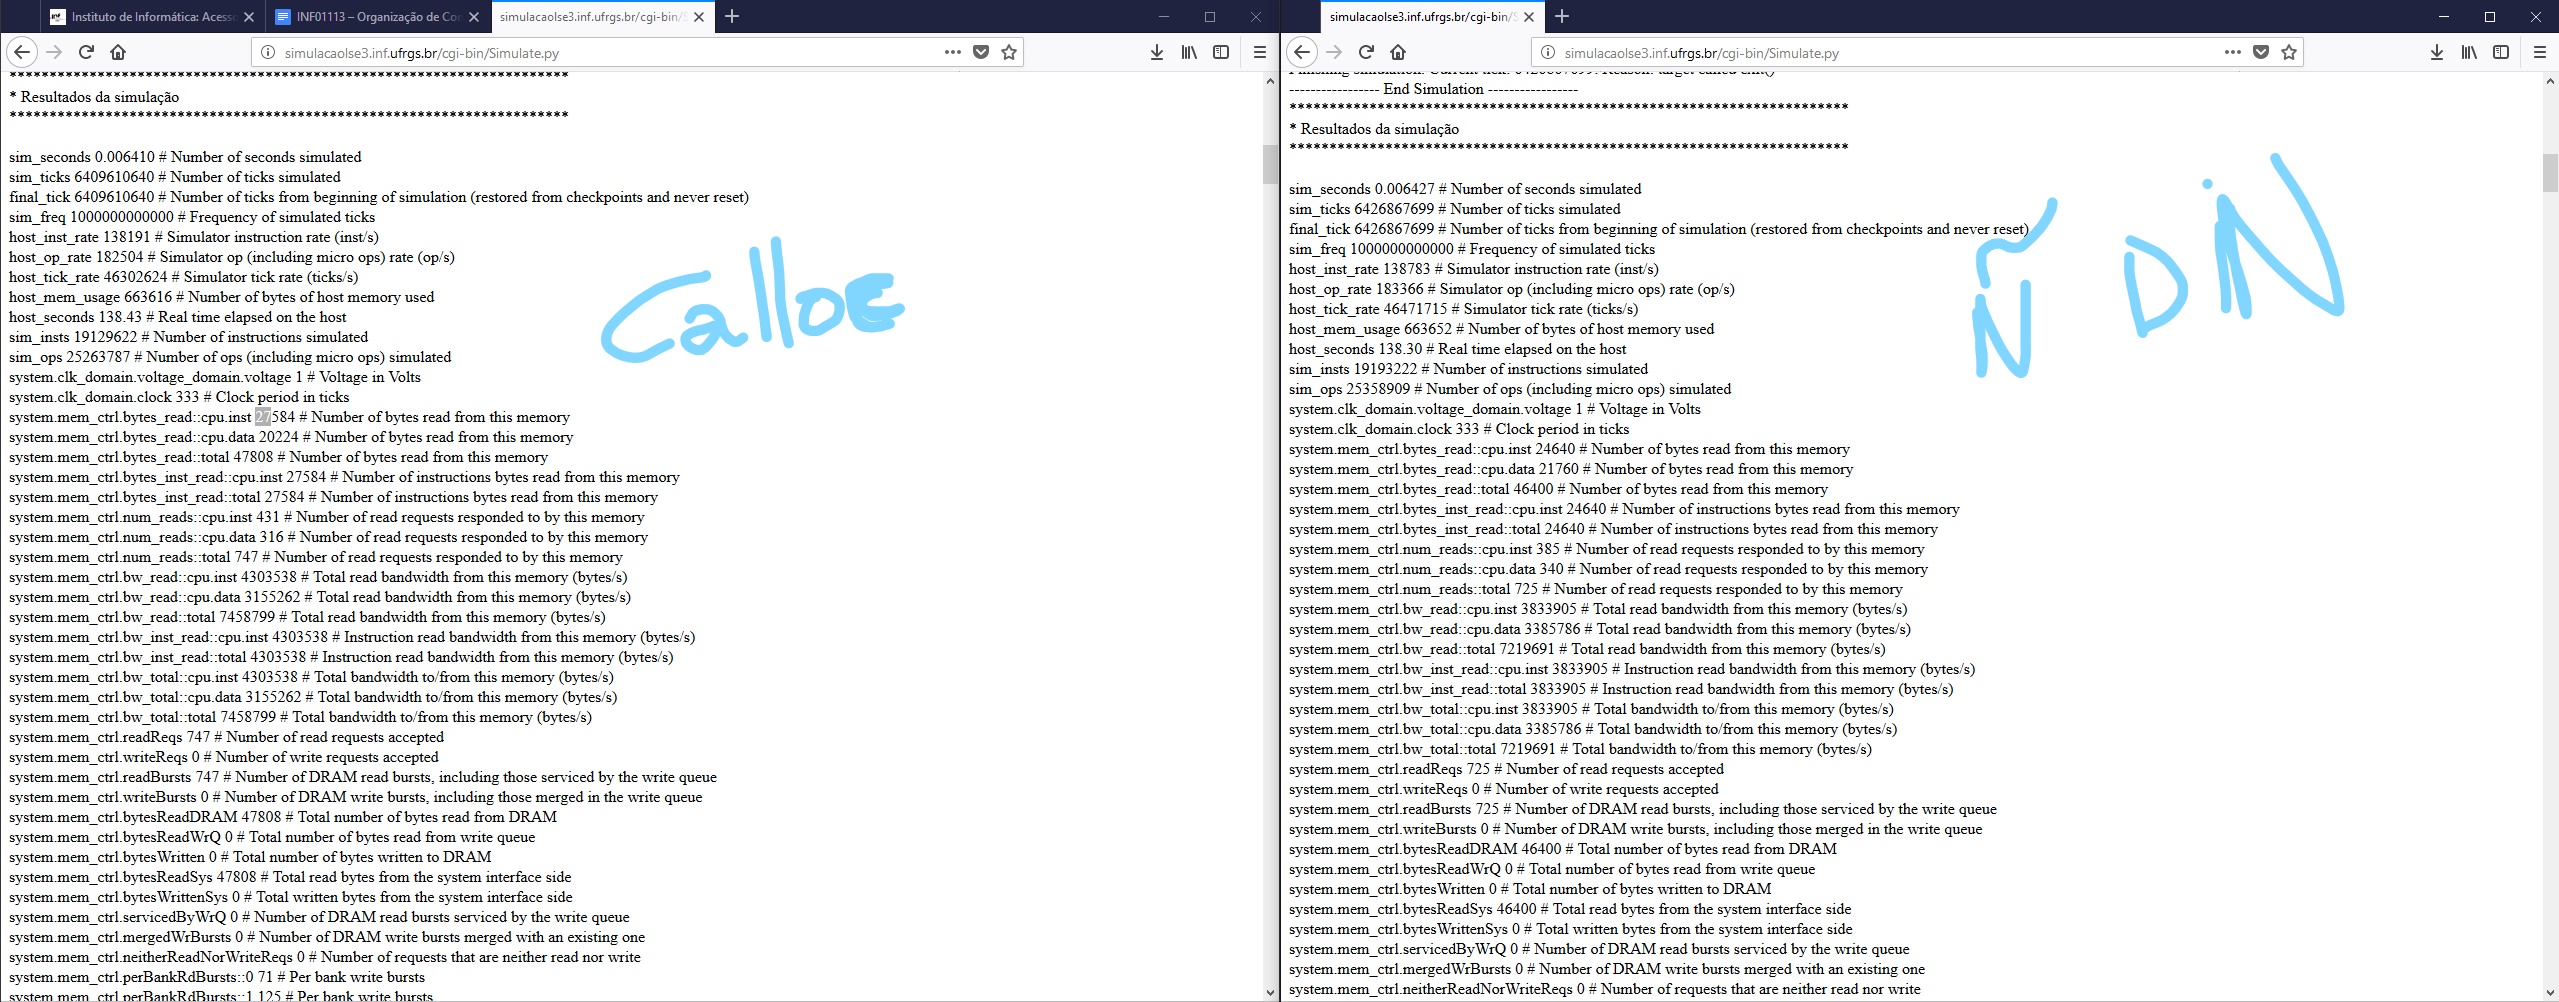 Instituto de Informática: Acesso
INF01113 – Organização de Con
simulacaolse3.inf.ufrgs.br/cgi-bin/S
simulacaolse3.inf.ufrgs.br/cgi-bin/Simulate.py
**********************************************************************
* Resultados da simulação
**********************************************************************
sim_seconds 0.006410 # Number of seconds simulated
sim_ticks 6409610640 # Number of ticks simulated
final_tick 6409610640 # Number of ticks from beginning of simulation (restored from checkpoints and never reset)
sim_freq 1000000000000 # Frequency of simulated ticks
host_inst_rate 138191 # Simulator instruction rate (inst/s)
host_op_rate 182504 # Simulator op (including micro ops) rate (op/s)
host_tick_rate 46302624 # Simulator tick rate (ticks/s)
host_mem_usage 663616 # Number of bytes of host memory used
host_seconds 138.43 # Real time elapsed on the host
sim_insts 19129622 # Number of instructions simulated
sim_ops 25263787 # Number of ops (including micro ops) simulated
system.clk_domain.voltage_domain.voltage 1 # Voltage in Volts
system.clk_domain.clock 333 # Clock period in ticks
system.mem_ctrl.bytes_read::cpu.inst 27584 # Number of bytes read from this memory
system.mem_ctrl.bytes_read::cpu.data 20224 # Number of bytes read from this memory
system.mem_ctrl.bytes_read::total 47808 # Number of bytes read from this memory
system.mem_ctrl.bytes_inst_read::cpu.inst 27584 # Number of instructions bytes read from this memory
system.mem_ctrl.bytes_inst_read::total 27584 # Number of instructions bytes read from this memory
system.mem_ctrl.num_reads::cpu.inst 431 # Number of read requests responded to by this memory
system.mem_ctrl.num_reads::cpu.data 316 # Number of read requests responded to by this memory
system.mem_ctrl.num_reads::total 747 # Number of read requests responded to by this memory
system.mem_ctrl.bw_read::cpu.inst 4303538 # Total read bandwidth from this memory (bytes/s)
system.mem_ctrl.bw_read::cpu.data 3155262 # Total read bandwidth from this memory (bytes/s)
system.mem_ctrl.bw_read::total 7458799 # Total read bandwidth from this memory (bytes/s)
system.mem_ctrl.bw_inst_read::cpu.inst 4303538 # Instruction read bandwidth from this memory (bytes/s)
system.mem_ctrl.bw_inst_read::total 4303538 # Instruction read bandwidth from this memory (bytes/s)
system.mem_ctrl.bw_total::cpu.inst 4303538 # Total bandwidth to/from this memory (bytes/s)
system.mem_ctrl.bw_total::cpu.data 3155262 # Total bandwidth to/from this memory (bytes/s)
system.mem_ctrl.bw_total::total 7458799 # Total bandwidth to/from this memory (bytes/s)
system.mem_ctrl.readReqs 747 # Number of read requests accepted
system.mem_ctrl.writeReqs 0 # Number of write requests accepted
system.mem_ctrl.readBursts 747 # Number of DRAM read bursts, including those serviced by the write queue
system.mem_ctrl.writeBursts 0 # Number of DRAM write bursts, including those merged in the write queue
system.mem_ctrl.bytesReadDRAM 47808 # Total number of bytes read from DRAM
system.mem_ctrl.bytesReadWrQ 0 # Total number of bytes read from write queue
system.mem_ctrl.bytesWritten 0 # Total number of bytes written to DRAM
system.mem_ctrl.bytesReadSys 47808 # Total read bytes from the system interface side
system.mem_ctrl.bytesWrittenSys 0 # Total written bytes from the system interface side
system.mem_ctrl.servicedByWrQ 0 # Number of DRAM read bursts serviced by the write queue
system.mem_ctrl.mergedWrBursts 0 # Number of DRAM write bursts merged with an existing one
system.mem_ctrl.neitherReadNorWriteReqs 0 # Number of requests that are neither read nor write
system.mem_ctrl.perBankRdBursts::0 71 # Per bank write bursts
system.mem_ctrl.perBankRdBursts::1 125 # Per bank write bursts
CallOE
simulacaolse3.inf.ufrgs.br/cgi-bin/S
simulacaolse3.inf.ufrgs.br/cgi-bin/Simulate.py
Finishing simulation. Current tick: 6426867699. Reason: target called exit()
----------------- End Simulation -----------------
**********************************************************************
* Resultados da simulação
**********************************************************************
sim_seconds 0.006427 # Number of seconds simulated
sim_ticks 6426867699 # Number of ticks simulated
final_tick 6426867699 # Number of ticks from beginning of simulation (restored from checkpoints and never reset)
sim_freq 1000000000000 # Frequency of simulated ticks
host_inst_rate 138783 # Simulator instruction rate (inst/s)
host_op_rate 183366 # Simulator op (including micro ops) rate (op/s)
host_tick_rate 46471715 # Simulator tick rate (ticks/s)
host_mem_usage 663652 # Number of bytes of host memory used
host_seconds 138.30 # Real time elapsed on the host
sim_insts 19193222 # Number of instructions simulated
sim_ops 25358909 # Number of ops (including micro ops) simulated
system.clk_domain.voltage_domain.voltage 1 # Voltage in Volts
system.clk_domain.clock 333 # Clock period in ticks
system.mem_ctrl.bytes_read::cpu.inst 24640 # Number of bytes read from this memory
system.mem_ctrl.bytes_read::cpu.data 21760 # Number of bytes read from this memory
system.mem_ctrl.bytes_read::total 46400 # Number of bytes read from this memory
system.mem_ctrl.bytes_inst_read::cpu.inst 24640 # Number of instructions bytes read from this memory
system.mem_ctrl.bytes_inst_read::total 24640 # Number of instructions bytes read from this memory
system.mem_ctrl.num_reads::cpu.inst 385 # Number of read requests responded to by this memory
system.mem_ctrl.num_reads::cpu.data 340 # Number of read requests responded to by this memory
system.mem_ctrl.num_reads::total 725 # Number of read requests responded to by this memory
system.mem_ctrl.bw_read::cpu.inst 3833905 # Total read bandwidth from this memory (bytes/s)
system.mem_ctrl.bw_read::cpu.data 3385786 # Total read bandwidth from this memory (bytes/s)
system.mem_ctrl.bw_read::total 7219691 # Total read bandwidth from this memory (bytes/s)
system.mem_ctrl.bw_inst_read::cpu.inst 3833905 # Instruction read bandwidth from this memory (bytes/s)
system.mem_ctrl.bw_inst_read::total 3833905 # Instruction read bandwidth from this memory (bytes/s)
system.mem_ctrl.bw_total::cpu.inst 3833905 # Total bandwidth to/from this memory (bytes/s)
system.mem_ctrl.bw_total::cpu.data 3385786 # Total bandwidth to/from this memory (bytes/s)
system.mem_ctrl.bw_total::total 7219691 # Total bandwidth to/from this memory (bytes/s)
system.mem_ctrl.readReqs 725 # Number of read requests accepted
system.mem_ctrl.writeReqs 0 # Number of write requests accepted
system.mem_ctrl.readBursts 725 # Number of DRAM read bursts, including those serviced by the write queue
system.mem_ctrl.writeBursts 0 # Number of DRAM write bursts, including those merged in the write queue
system.mem_ctrl.bytesReadDRAM 46400 # Total number of bytes read from DRAM
system.mem_ctrl.bytesReadWrQ 0 # Total number of bytes read from write queue
system.mem_ctrl.bytesWritten 0 # Total number of bytes written to DRAM
system.mem_ctrl.bytesReadSys 46400 # Total read bytes from the system interface side
system.mem_ctrl.bytesWrittenSys 0 # Total written bytes from the system interface side
system.mem_ctrl.servicedByWrQ 0 # Number of DRAM read bursts serviced by the write queue
system.mem_ctrl.mergedWrBursts 0 # Number of DRAM write bursts merged with an existing one
system.mem_ctrl.neitherReadNorWriteReqs 0 # Number of requests that are neither read nor write
Ñ DiN